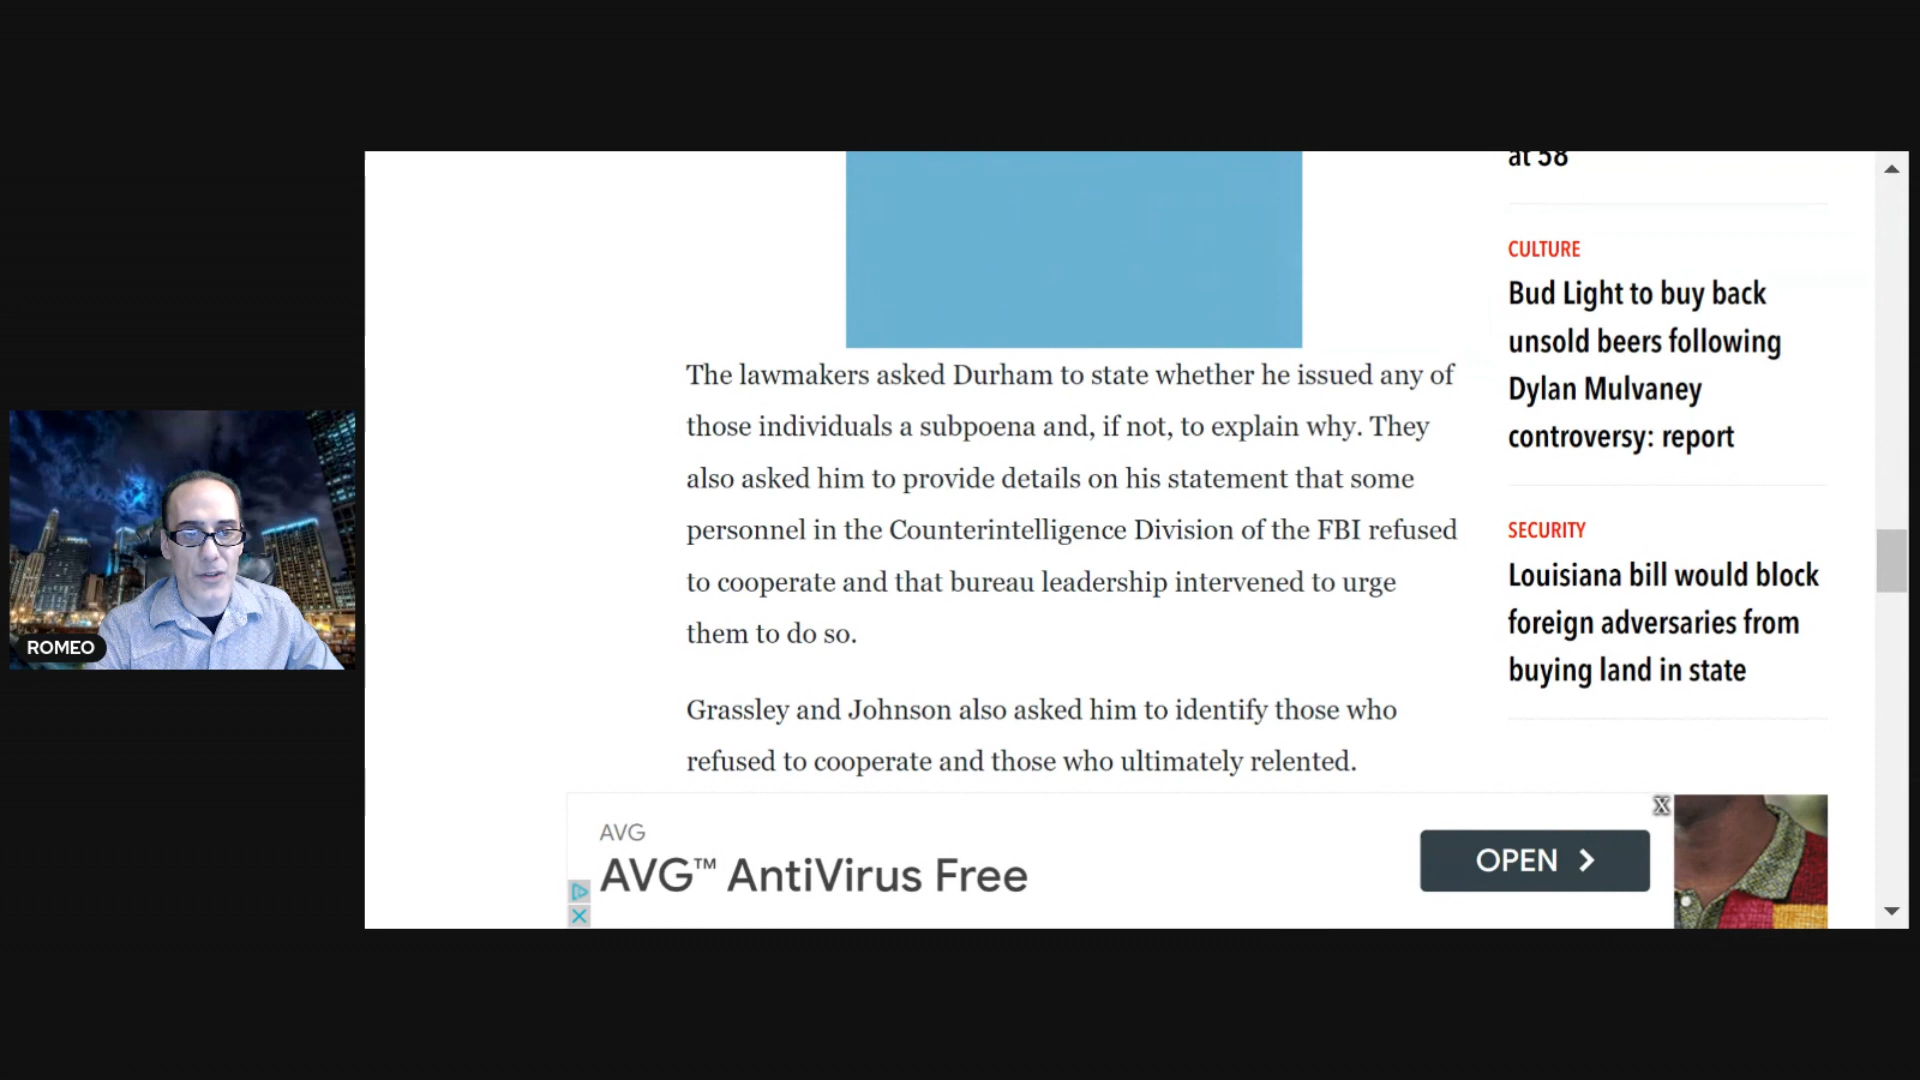 at 58
CULTURE
Bud Light to buy back
unsold beers following
Dylan Mulvaney
controversy: report
SECURITY
Louisiana bill would block
foreign adversaries from
buying land in state
The lawmakers asked Durham to state whether he issued any of
those individuals a subpoena and, if not, to explain why. They
also asked him to provide details on his statement that some
personnel in the Counterintelligence Division of the FBI refused
to cooperate and that bureau leadership intervened to urge
them to do so.
Grassley and Johnson also asked him to identify those who
refused to cooperate and those who ultimately relented.
ROMEO
X
AVG
AVG™ AntiVirus Free
OPEN